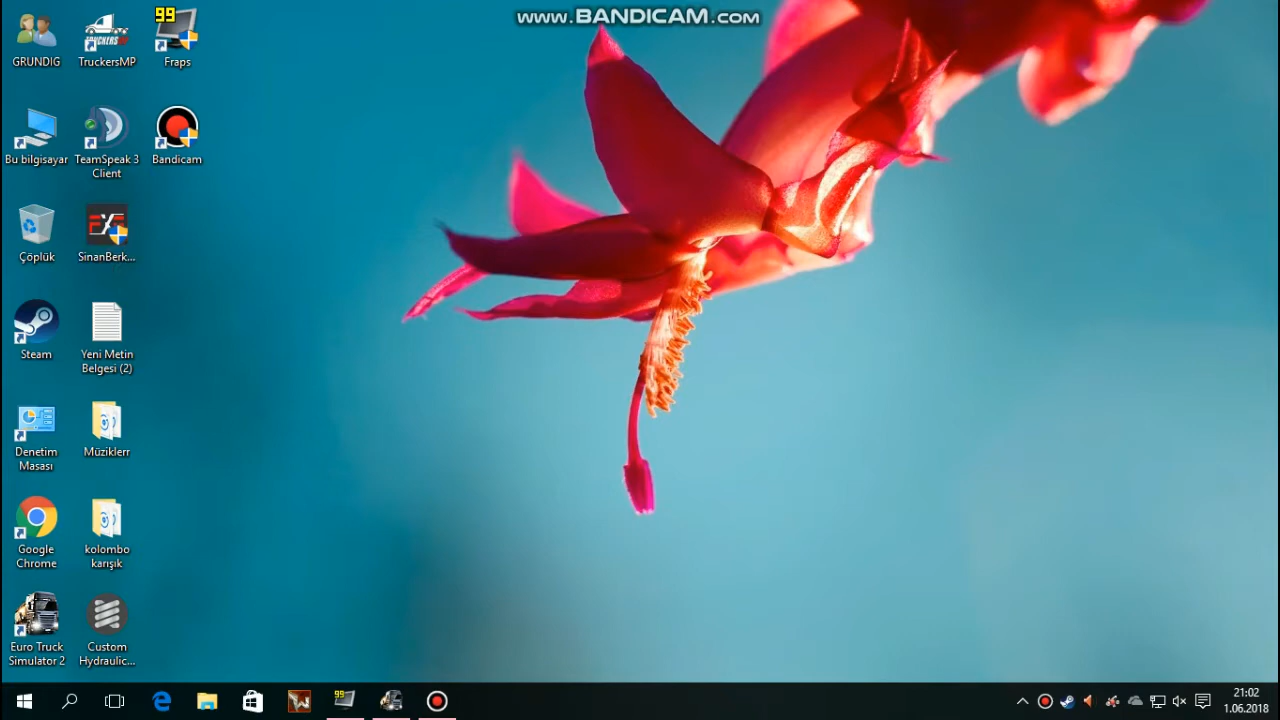 www.BANDICAM.com
99
GRUNDIG
TruckersMP
Fraps
Bu bilgisayar
TeamSpeak 3
Client
Bandicam
Çöplük
SinanBerk...
Steam
Yeni Metin
Belgesi (2)
Denetim
Masası
Müziklerr
Google
Chrome
kolombo
karışık
Euro Truck
Simulator 2
Custom
Hydraulic...
99
21:02
1.06.2018